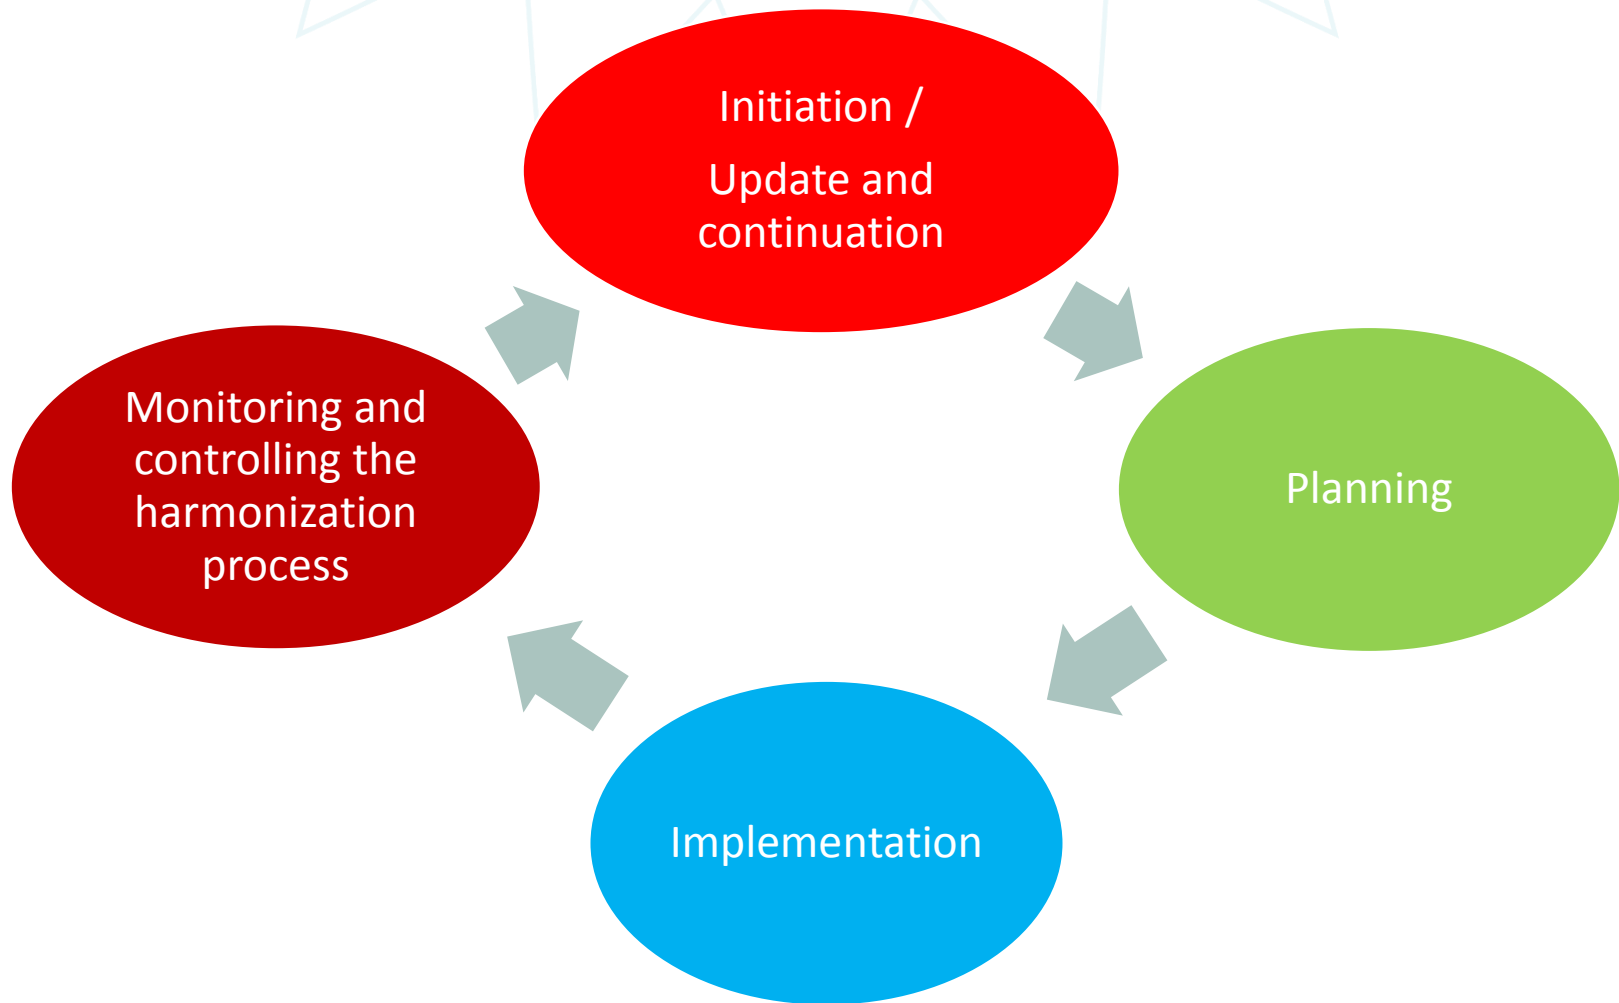 Initiation /
Update and
continuation
Planning
Implementation
Monitoring and
controlling the
harmonization
process